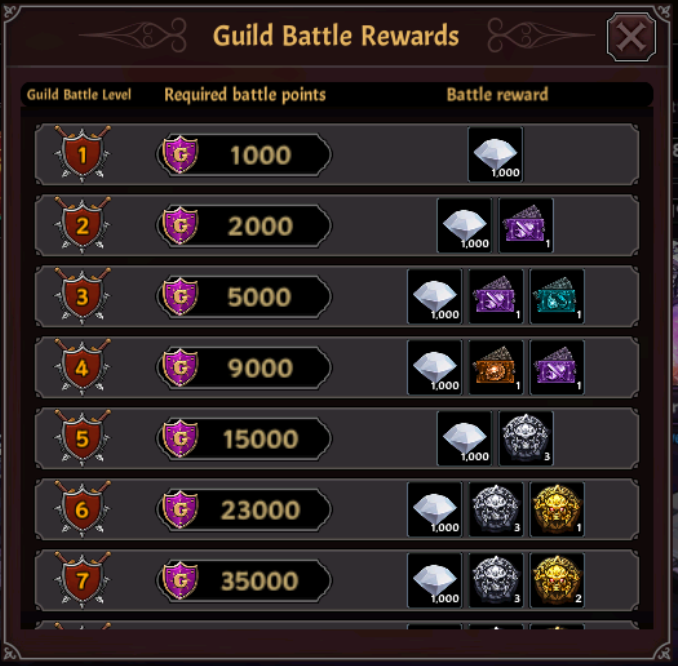 Guild Battle Rewards
Guild Battle Level Required battle points Battle reward
1 G 1000 1,000
2 G 2000 1,000 1
3 G 5000 1,000 1 1
4 G 9000 1,000 1 1
5 G 15000 1,000 3
6 G 23000 1,000 3 1
7 G 35000 1,000 3 2